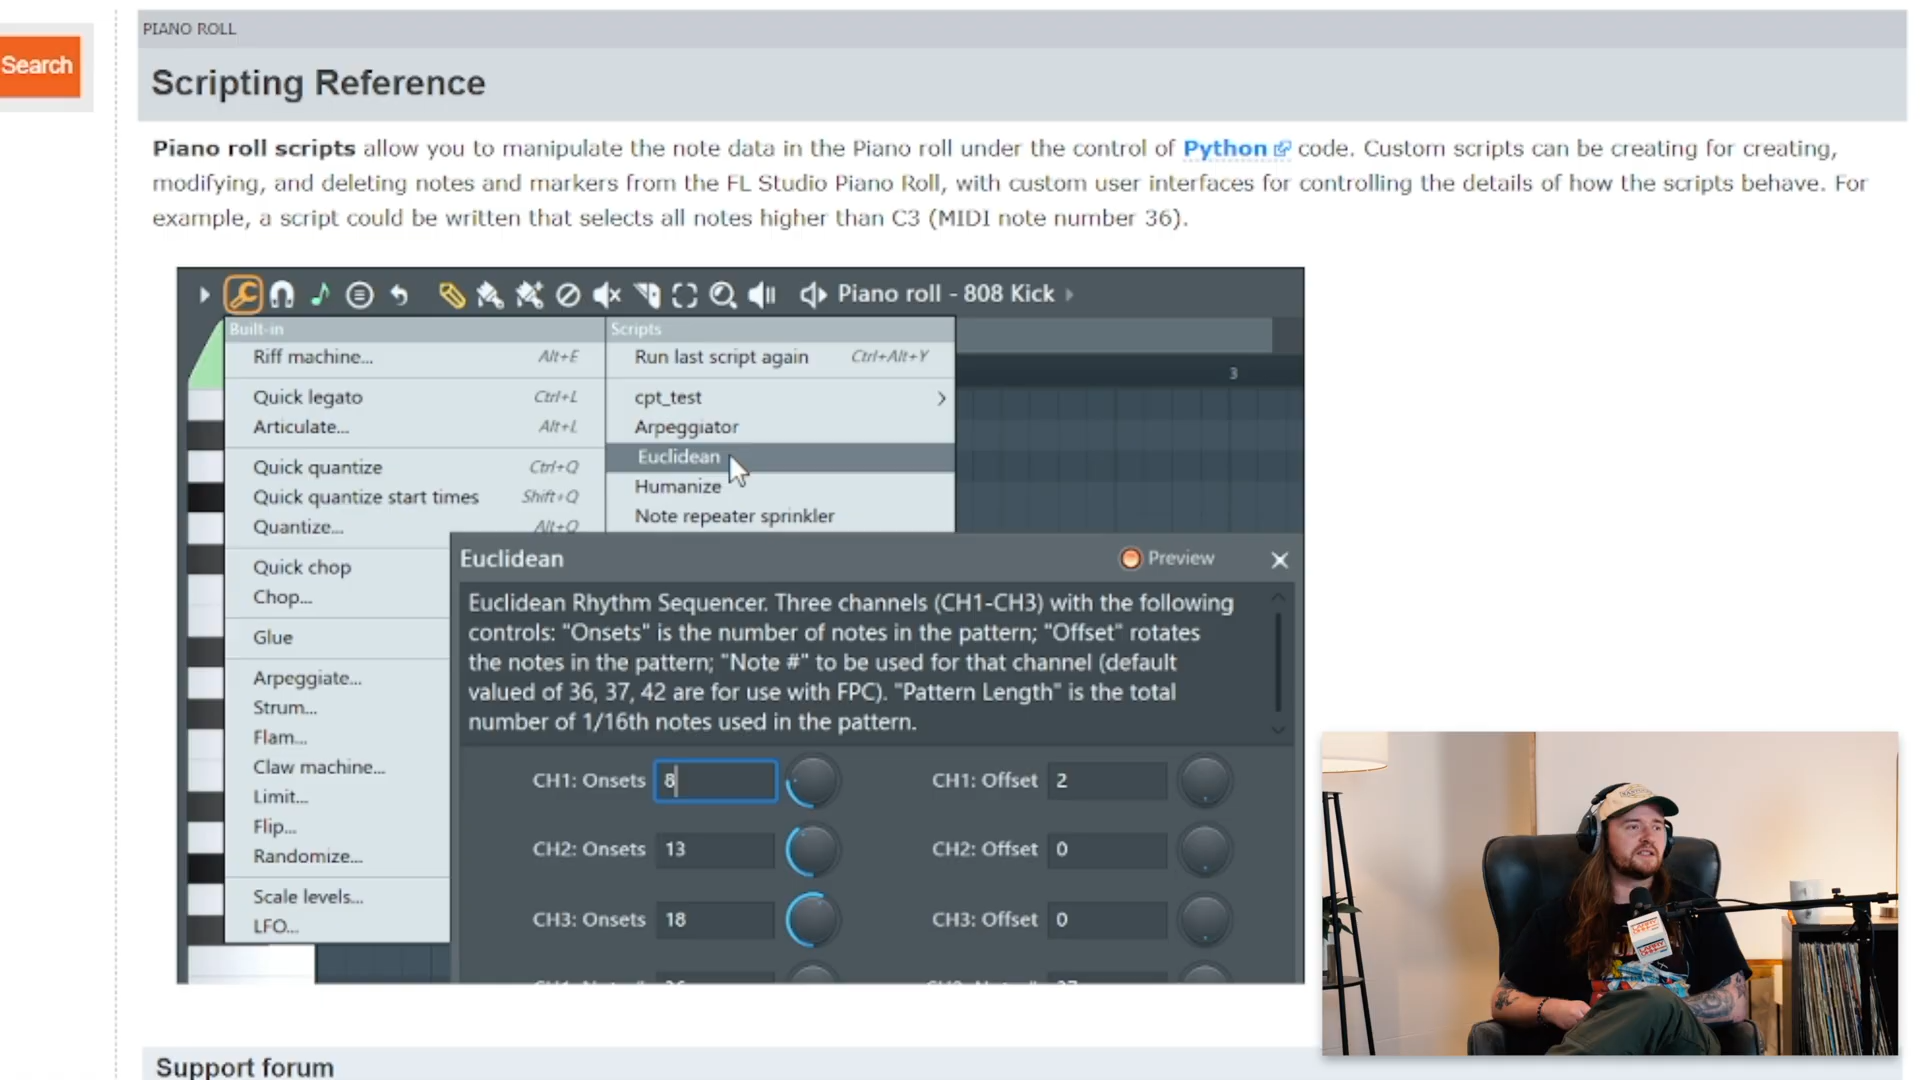 PIANO ROLL
Search
Scripting Reference
Piano roll scripts allow you to manipulate the note data in the Piano roll under the control of Python code. Custom scripts can be creating for creating,
modifying, and deleting notes and markers from the FL Studio Piano Roll, with custom user interfaces for controlling the details of how the scripts behave. For
example, a script could be written that selects all notes higher than C3 (MIDI note number 36).
Piano roll - 808 Kick
Built-in
Riff machine... Alt+E
Quick legato Ctrl+L
Articulate... Alt+L
Quick quantize Ctrl+Q
Quick quantize start times Shift+Q
Quantize... Alt+Q
Quick chop
Chop...
Glue
Arpeggiate...
Strum...
Flam...
Claw machine...
Limit...
Flip...
Randomize...
Scale levels...
LFO...
Scripts
Run last script again Ctrl+Alt+Y
cpt_test
Arpeggiator
Euclidean
Humanize
Note repeater sprinkler
3
Euclidean Preview
Euclidean Rhythm Sequencer. Three channels (CH1-CH3) with the following
controls: "Onsets" is the number of notes in the pattern; "Offset" rotates
the notes in the pattern; "Note #" to be used for that channel (default
valued of 36, 37, 42 are for use with FPC). "Pattern Length" is the total
number of 1/16th notes used in the pattern.
CH1: Onsets 8 CH1: Offset 2
CH2: Onsets 13 CH2: Offset 0
CH3: Onsets 18 CH3: Offset 0
Support forum